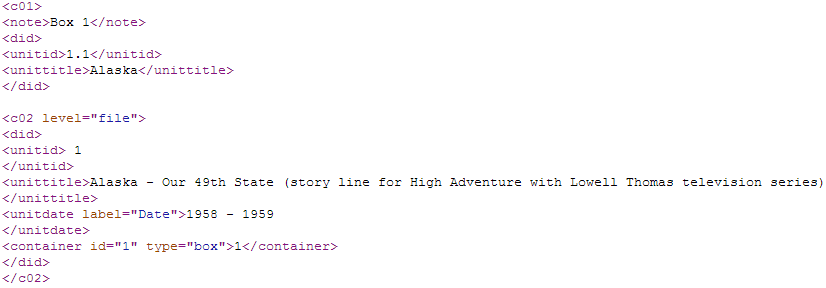 <c01>
<note>Box 1</note>
<did>
<unitid>1.1</unitid>
<unittitle>Alaska</unittitle>
</did>
<c02 level="file">
<did>
<unitid> 1
</unitid>
<unittitle>Alaska - Our 49th State (story line for High Adventure with Lowell Thomas television series)
</unittitle>
<unitdate label="Date">1958 - 1959
</unitdate>
<container id="1" type="box">1</container>
</did>
</c02>